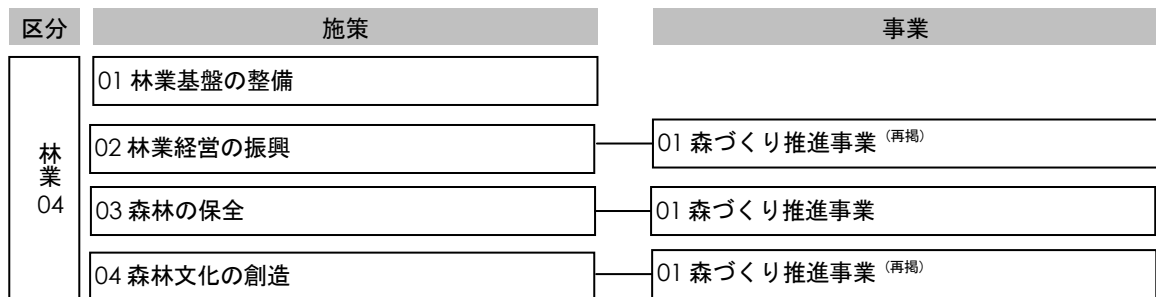 区分 施策 事業
林業04
01 林業基盤の整備
02 林業経営の振興 01 森づくり推進事業（再掲）
03 森林の保全 01 森づくり推進事業
04 森林文化の創造 01 森づくり推進事業（再掲）